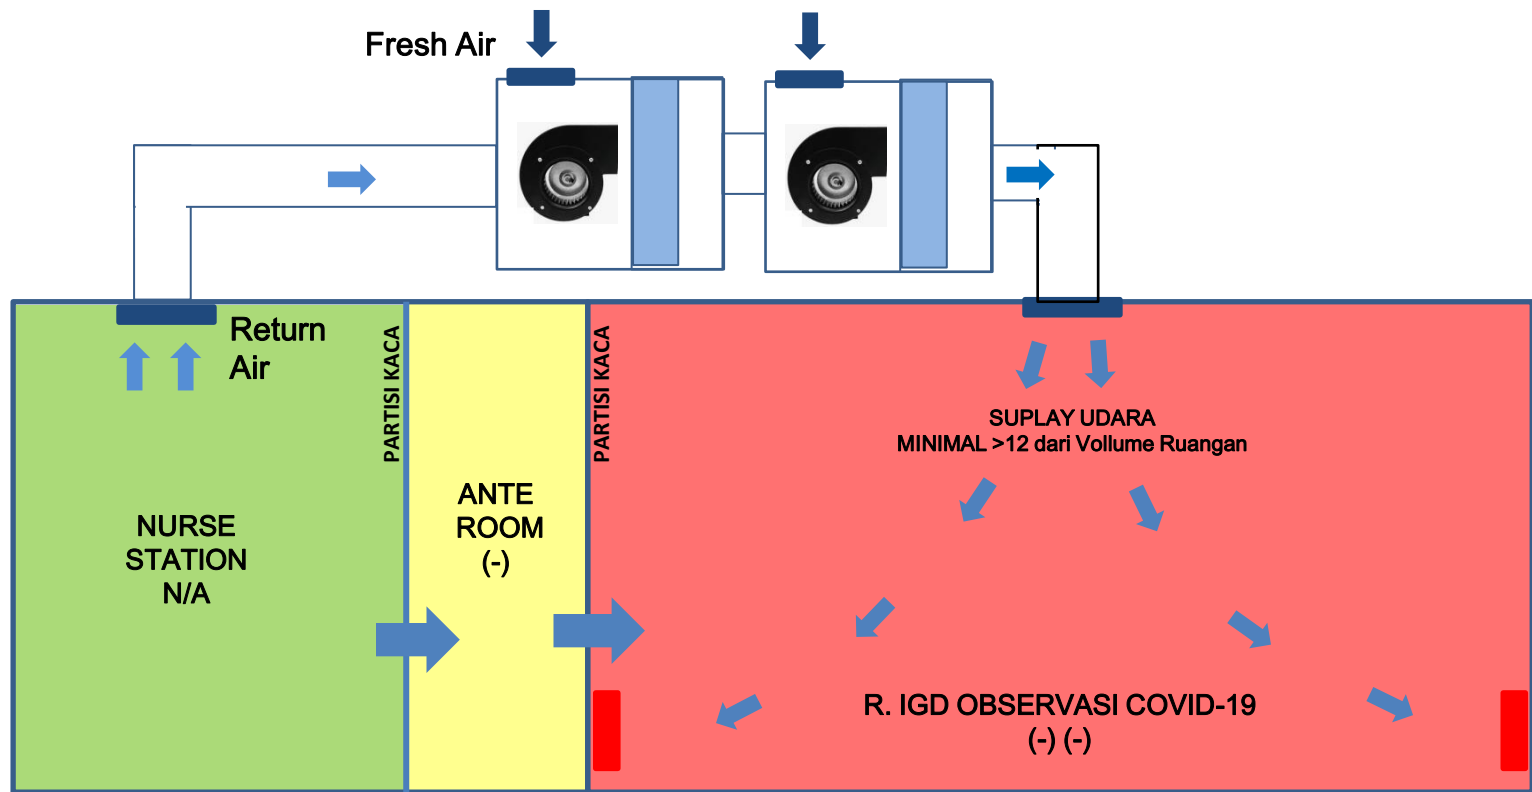 Fresh Air
Return
Air
PARTISI KACA
PARTISI KACA
SUPLAY UDARA
MINIMAL >12 dari Vollume Ruangan
ANTE
ROOM
(-)
NURSE
STATION
N/A
R. IGD OBSERVASI COVID-19
(-) (-)